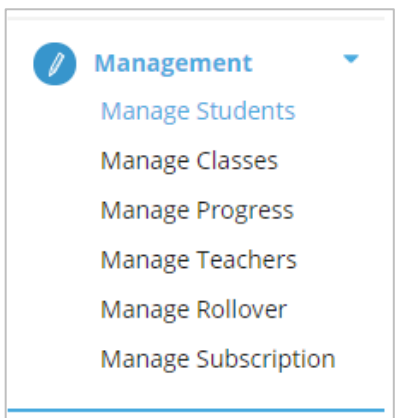 Management
Manage Students
Manage Classes
Manage Progress
Manage Teachers
Manage Rollover
Manage Subscription